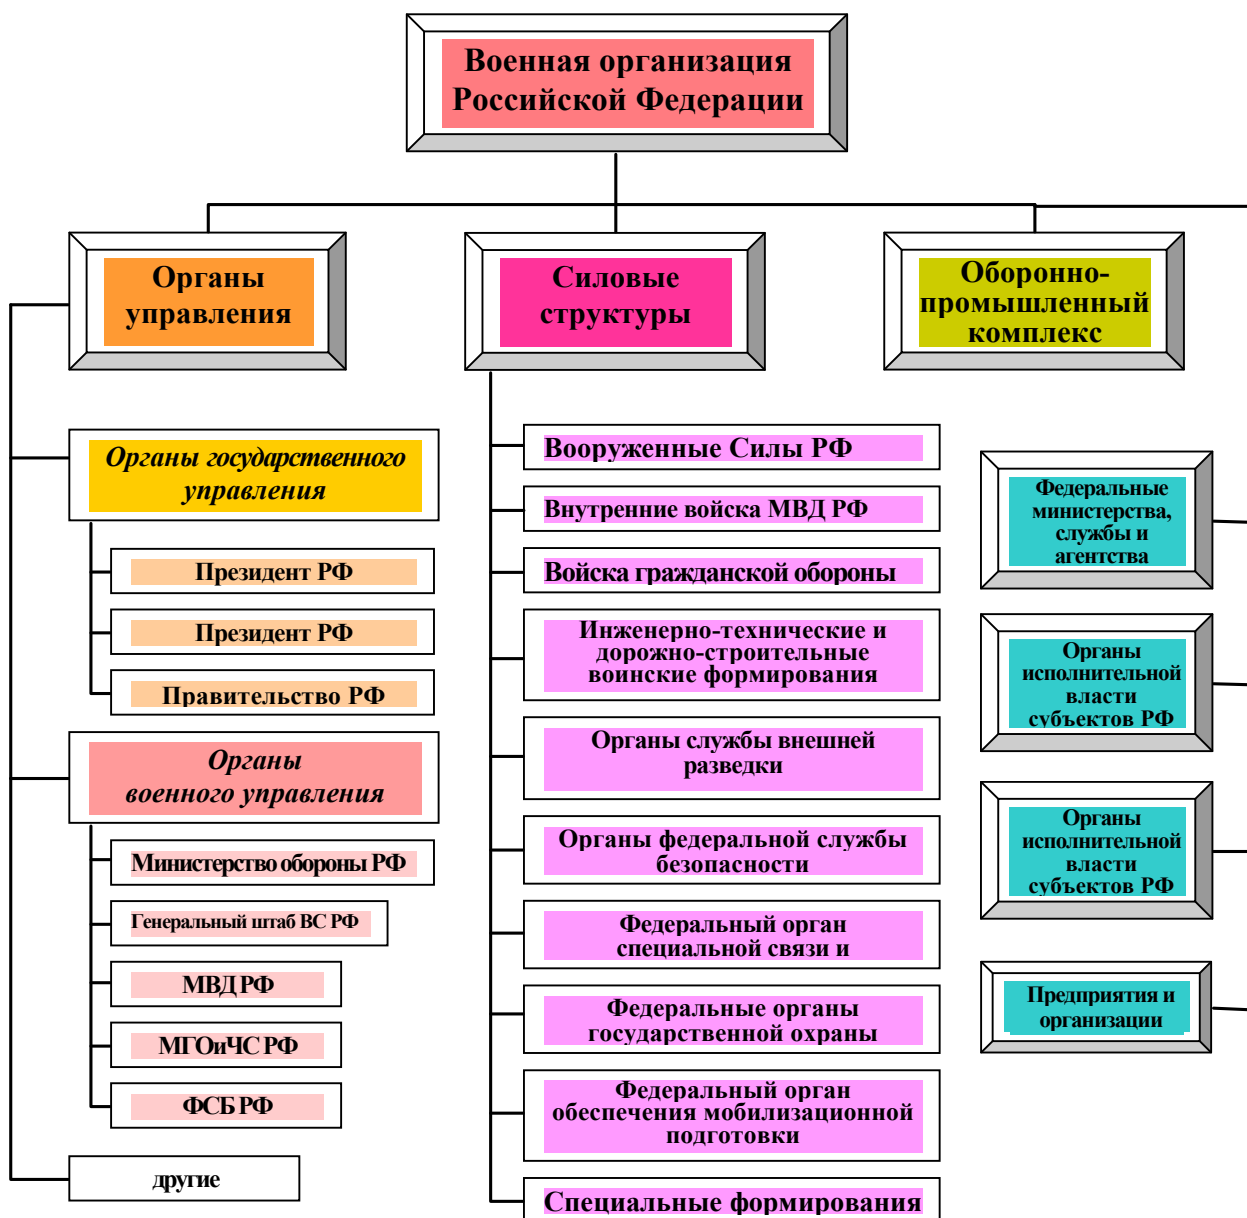 Военная организация
Российской Федерации
Органы
управления
Силовые
структуры
Оборонно-
промышленный
комплекс
Органы государственного
управления
Президент РФ
Президент РФ
Правительство РФ
Органы
военного управления
Министерство обороны РФ
Генеральный штаб ВС РФ
МВД РФ
МГОиЧС РФ
ФСБ РФ
другие
Вооруженные Силы РФ
Внутренние войска МВД РФ
Войска гражданской обороны
Инженерно-технические и
дорожно-строительные
воинские формирования
Органы службы внешней
разведки
Органы федеральной службы
безопасности
Федеральный орган
специальной связи и
Федеральные органы
государственной охраны
Федеральный орган
обеспечения мобилизационной
подготовки
Специальные формирования
Федеральные
министерства,
службы и
агентства
Органы
исполнительной
власти
субъектов РФ
Органы
исполнительной
власти
субъектов РФ
Предприятия и
организации